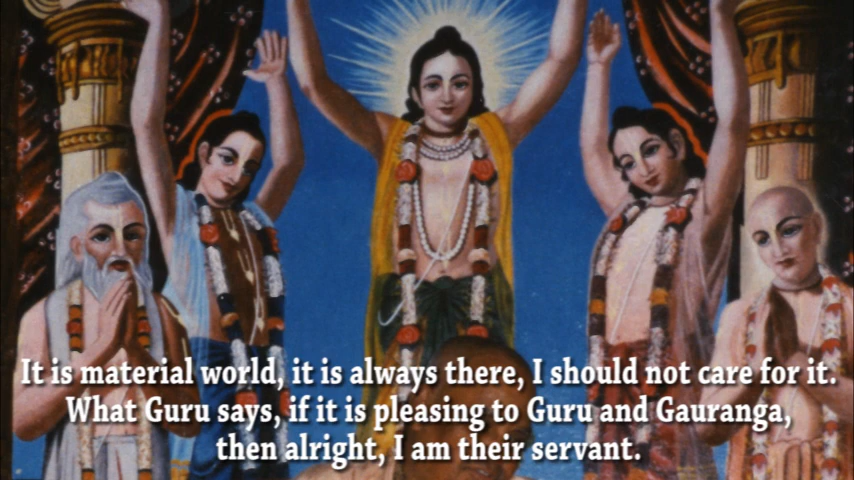 It is material world, it is always there, I should not care for it.
What Guru says, if it is pleasing to Guru and Gauranga,
then alright, I am their servant.